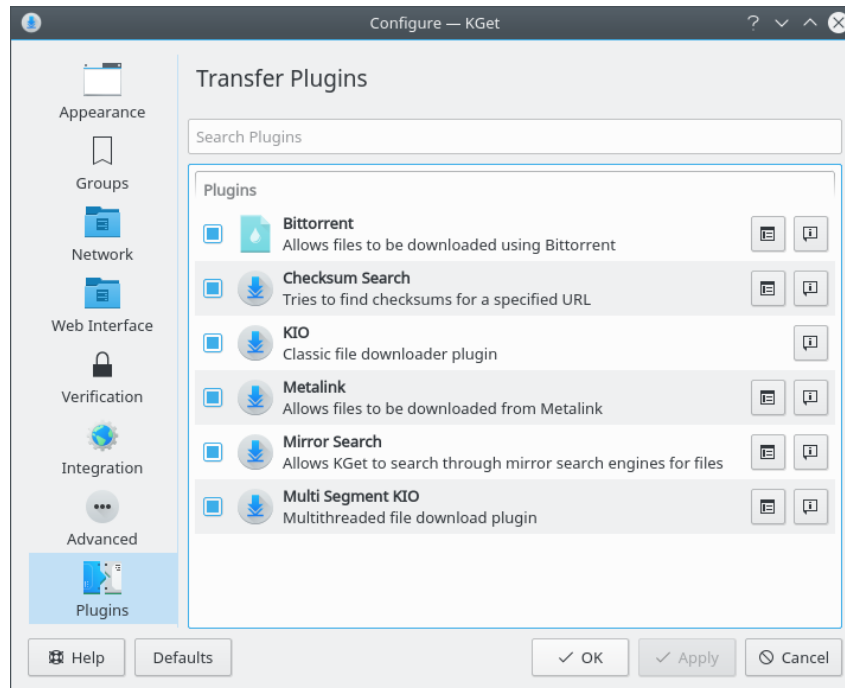 Configure — KGet
Appearance
Groups
Network
Web Interface
Verification
Integration
Advanced
Plugins
Transfer Plugins
Search Plugins
Plugins
Bittorrent
Allows files to be downloaded using Bittorrent
Checksum Search
Tries to find checksums for a specified URL
KIO
Classic file downloader plugin
Metalink
Allows files to be downloaded from Metalink
Mirror Search
Allows KGet to search through mirror search engines for files
Multi Segment KIO
Multithreaded file download plugin
Help Defaults OK Apply Cancel